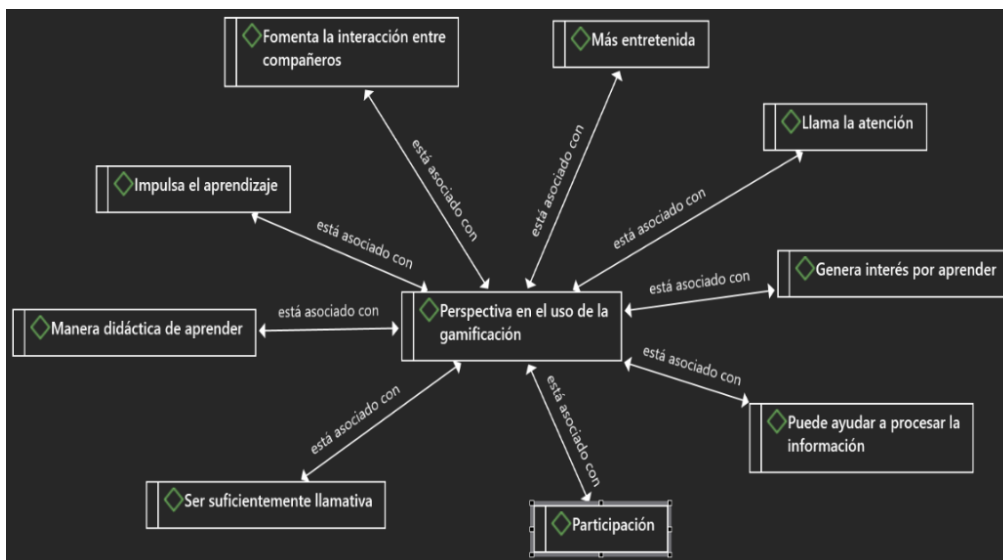 Fomenta la interacción entre
compañeros
Más entretenida
Llama la atención
Impulsa el aprendizaje
está asociado con
está asociado con
está asociado con
está asociado con
Genera interés por aprender
está asociado con
Manera didáctica de aprender
está asociado con
Perspectiva en el uso de la
gamificación
está asociado con
Puede ayudar a procesar la
información
está asociado con
está asociado con
Ser suficientemente llamativa
Participación